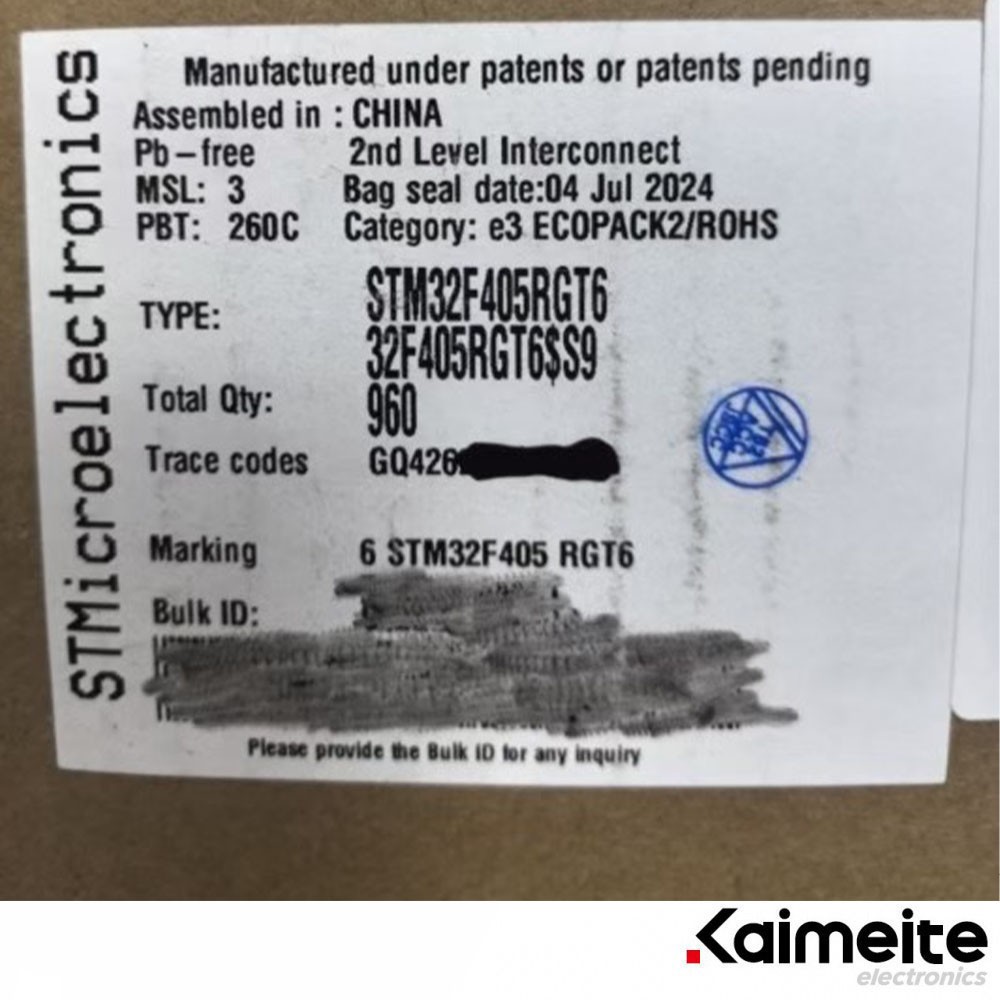 STMicroelectronics
Manufactured under patents or patents pending
Assembled in : CHINA
Pb-free 2nd Level Interconnect
MSL: 3 Bag seal date:04 Jul 2024
PBT: 260C Category: e3 ECOPACK2/ROHS
TYPE: STM32F405RGT6
32F405RGT6$S9
Total Qty: 960
Trace codes GQ426
Marking 6 STM32F405 RGT6
Bulk ID:
Please provide the Bulk ID for any inquiry
Kaimeite
electronics